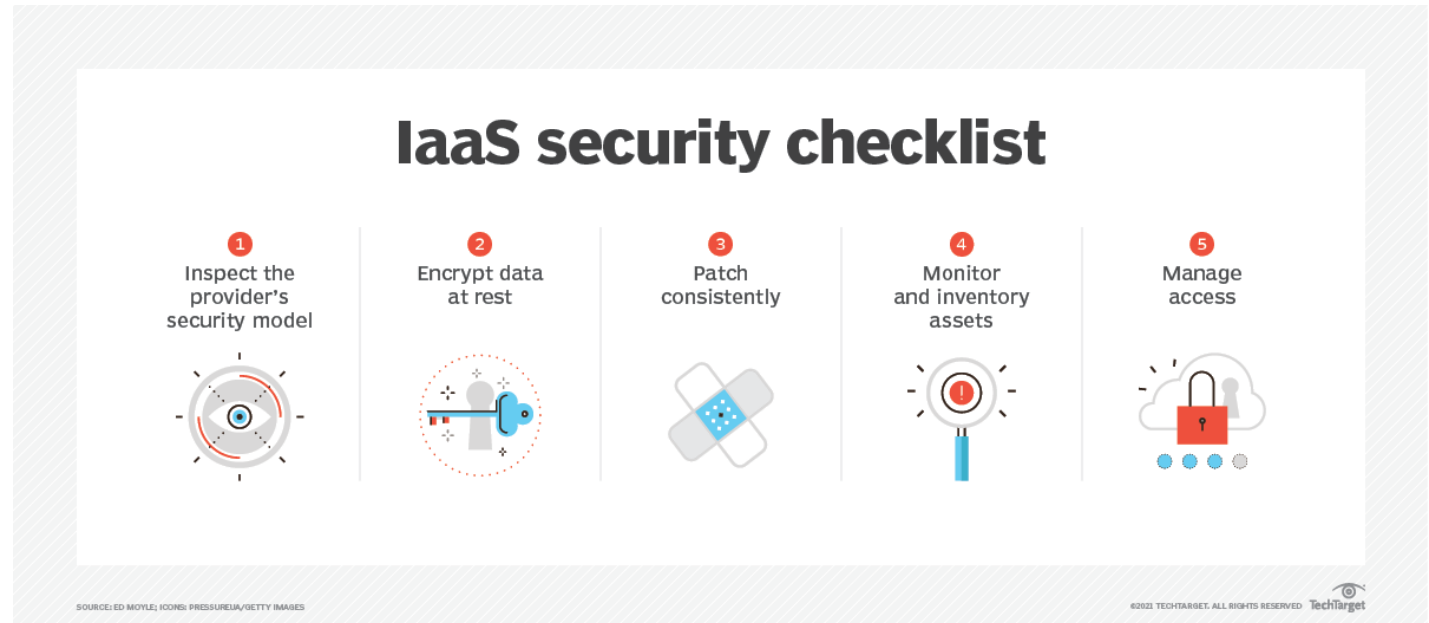 IaaS security checklist
1
Inspect the
provider's
security model
2
Encrypt data
at rest
3
Patch
consistently
4
Monitor
and inventory
assets
!
5
Manage
access
SOURCE: ED MOYLE; ICONS: PRESSUREUA/GETTY IMAGES
©2021 TECHTARGET. ALL RIGHTS RESERVED TechTarget